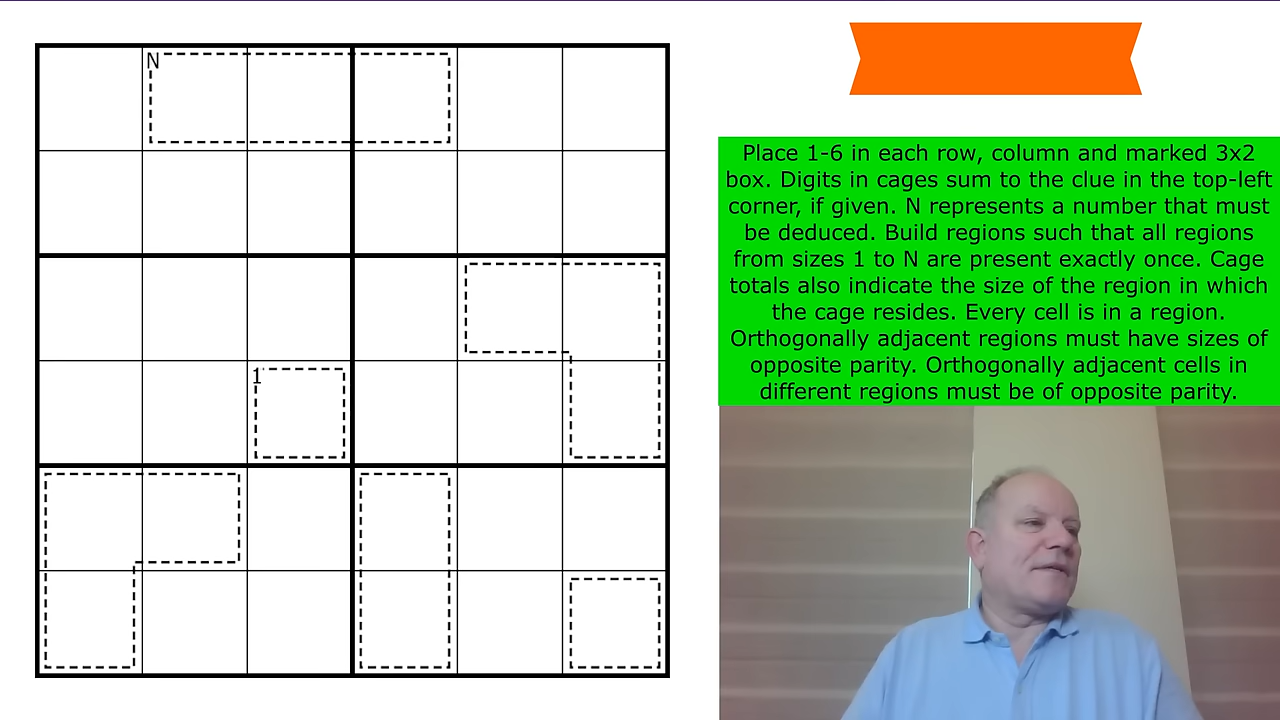 N
1
Place 1-6 in each row, column and marked 3x2
box. Digits in cages sum to the clue in the top-left
corner, if given. N represents a number that must
be deduced. Build regions such that all regions
from sizes 1 to N are present exactly once. Cage
totals also indicate the size of the region in which
the cage resides. Every cell is in a region.
Orthogonally adjacent regions must have sizes of
opposite parity. Orthogonally adjacent cells in
different regions must be of opposite parity.